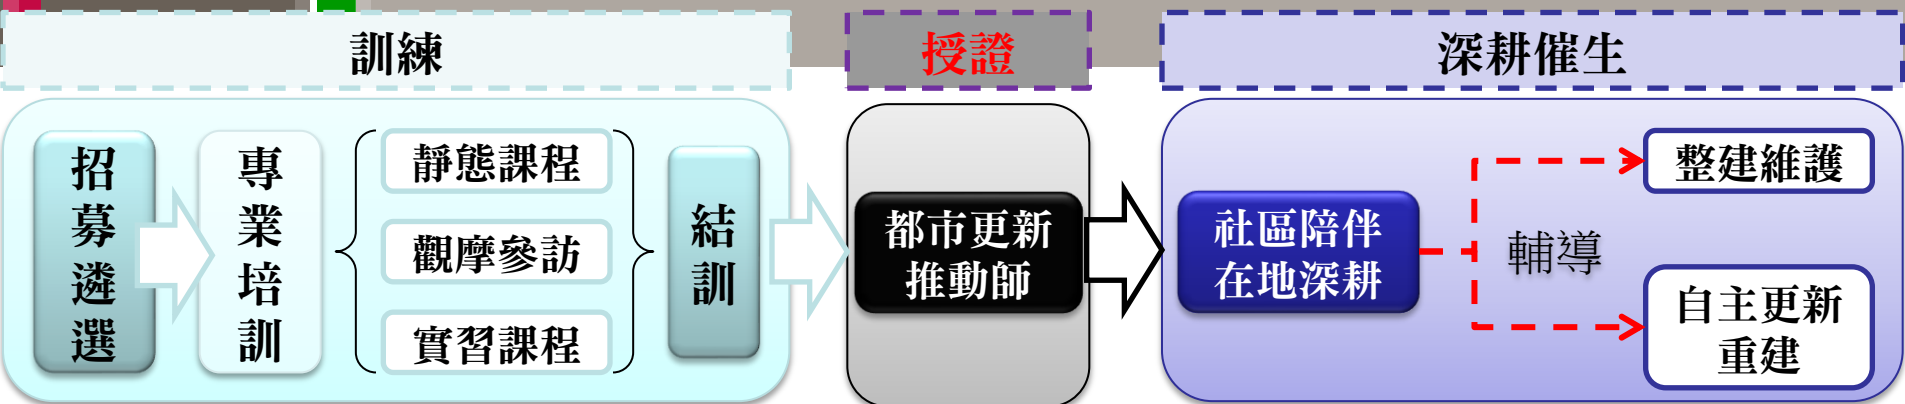 訓練
授證
深耕催生
招募遴選
專業培訓
靜態課程
觀摩參訪
實習課程
結訓
都市更新
推動師
社區陪伴
在地深耕
輔導
整建維護
自主更新
重建